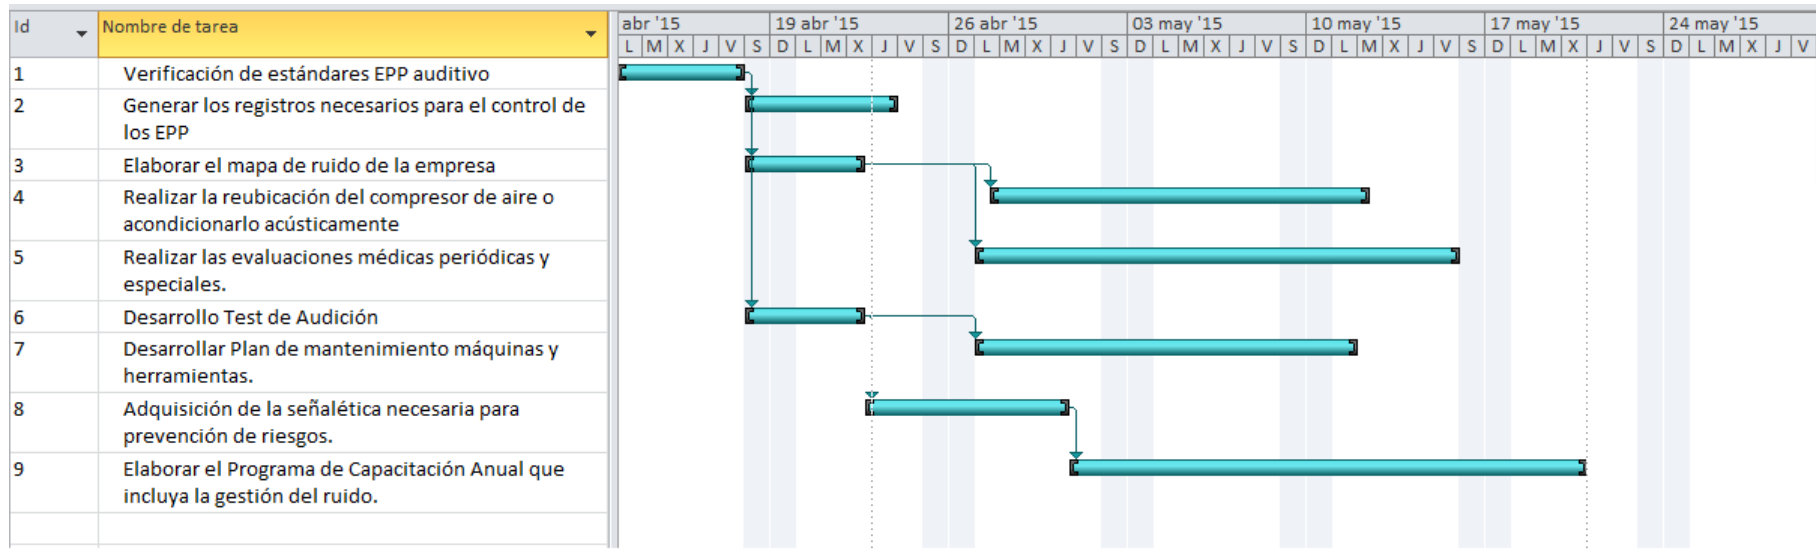 Id Nombre de tarea abr '15 19 abr '15 26 abr '15 03 may '15 10 may '15 17 may '15 24 may '15
L M X J V S D L M X J V S D L M X J V S D L M X J V S D L M X J V S D L M X J V S D L M X J V
1 Verificación de estándares EPP auditivo
2 Generar los registros necesarios para el control de
los EPP
3 Elaborar el mapa de ruido de la empresa
4 Realizar la reubicación del compresor de aire o
acondicionarlo acústicamente
5 Realizar las evaluaciones médicas periódicas y
especiales.
6 Desarrollo Test de Audición
7 Desarrollar Plan de mantenimiento máquinas y
herramientas.
8 Adquisición de la señalética necesaria para
prevención de riesgos.
9 Elaborar el Programa de Capacitación Anual que
incluya la gestión del ruido.